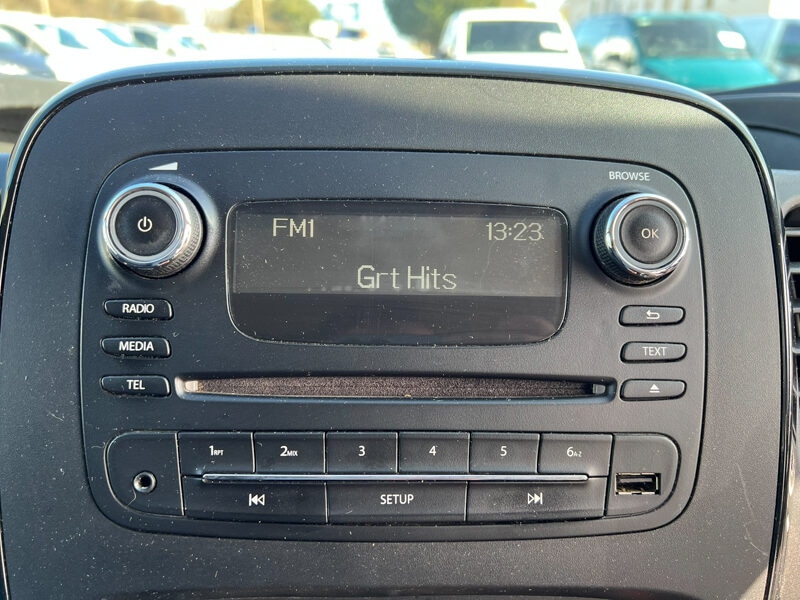 BROWSE
FM1 13:23
OK
Grt Hits
RADIO
MEDIA
TEXT
TEL
1RPT 2MIX 3 4 5 6A-Z
SETUP